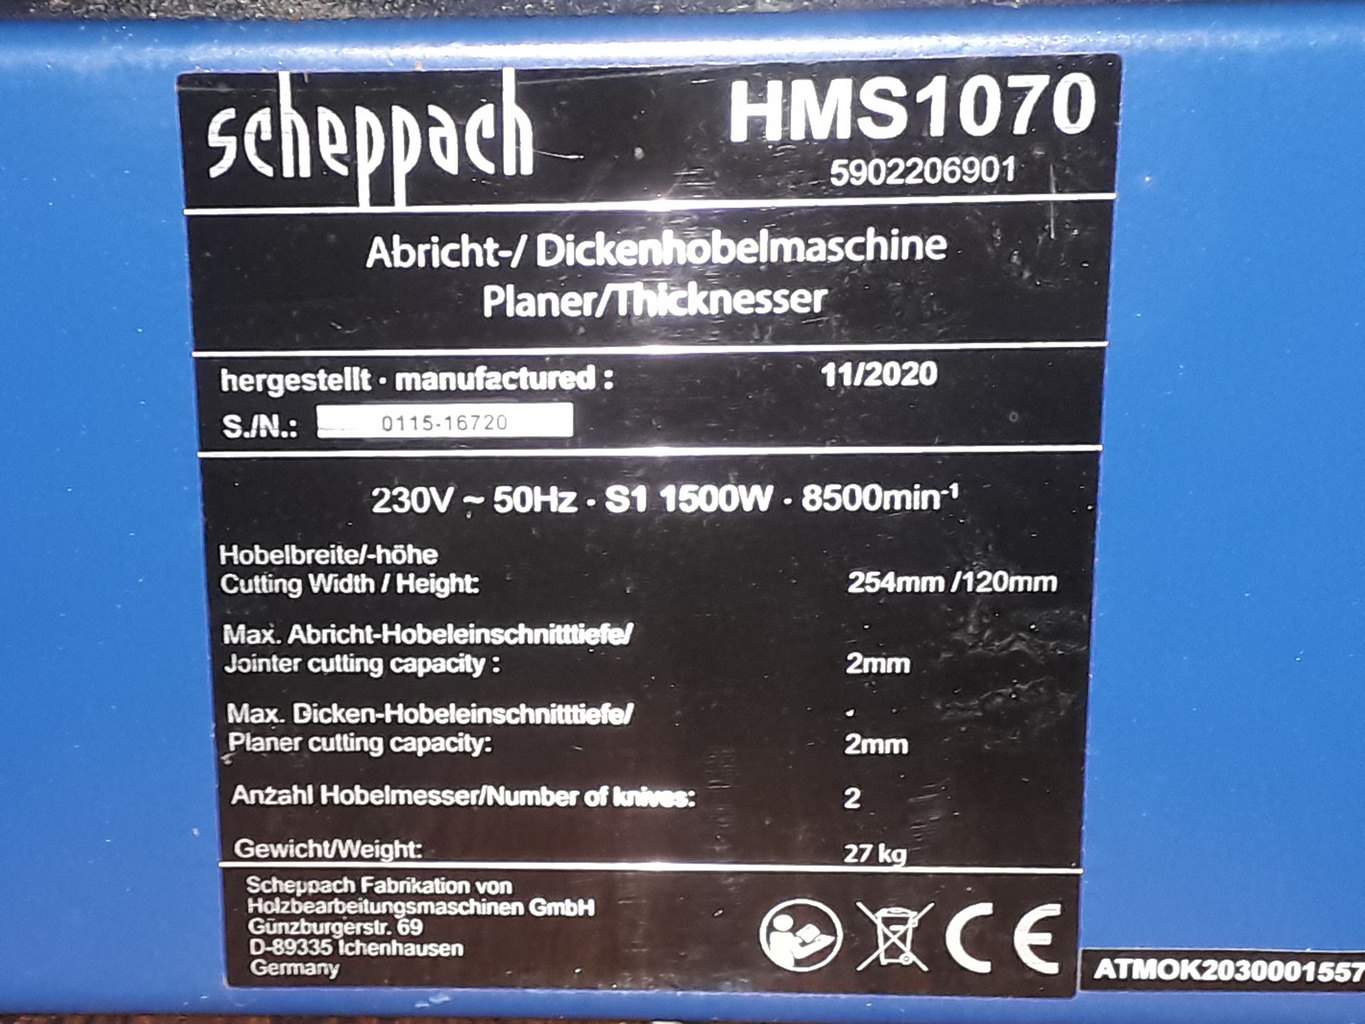 scheppach
HMS1070
5902206901
Abricht-/ Dickenhobelmaschine
Planer/Thicknesser
hergestellt · manufactured : 11/2020
S./N.: 0115-16720
230V ~ 50Hz · S1 1500W · 8500min-¹
Hobelbreite/-höhe
Cutting Width / Height: 254mm /120mm
Max. Abricht-Hobeleinschnitttiefe/
Jointer cutting capacity : 2mm
Max. Dicken-Hobeleinschnitttiefe/
Planer cutting capacity: 2mm
Anzahl Hobelmesser/Number of knives: 2
Gewicht/Weight: 27 kg
Scheppach Fabrikation von
Holzbearbeitungsmaschinen GmbH
Günzburgerstr. 69
D-89335 Ichenhausen
Germany
CE
ATMOK2030001557